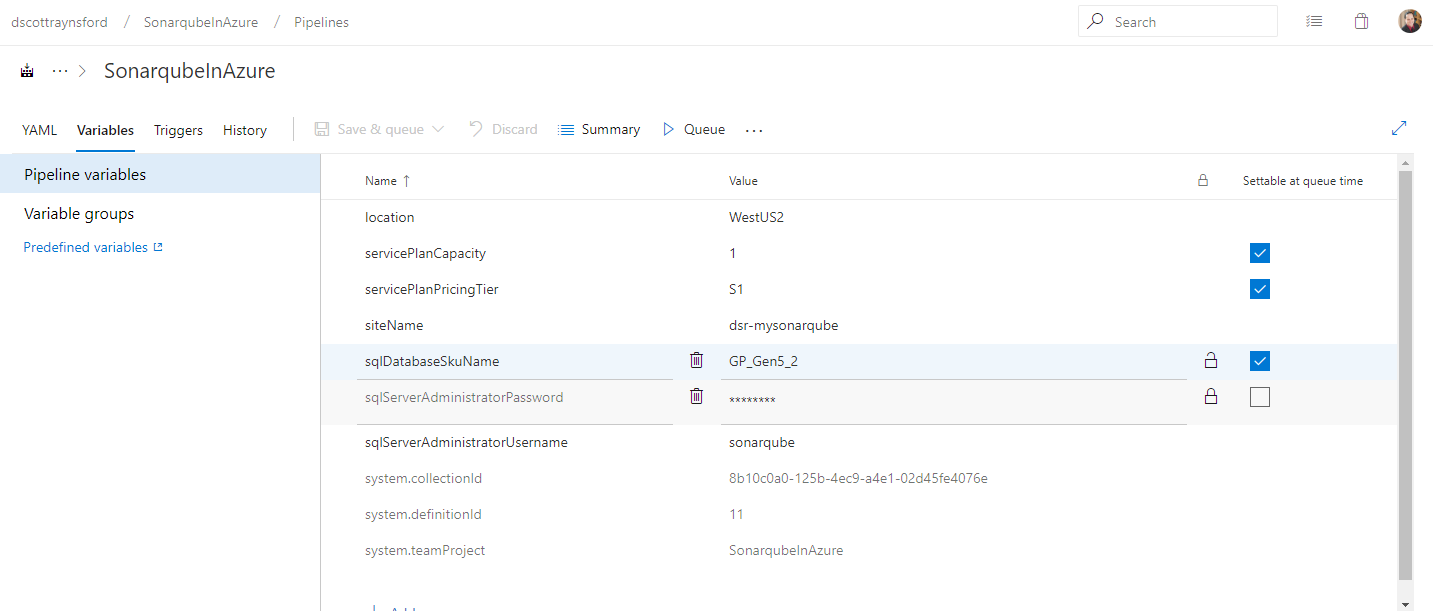 dscottraynsford / SonarqubeInAzure / Pipelines
Search
... > SonarqubeInAzure
YAML Variables Triggers History Save & queue Discard Summary Queue ...
Pipeline variables
Variable groups
Predefined variables
Name ↑ Value Settable at queue time
location WestUS2
servicePlanCapacity 1
servicePlanPricingTier S1
siteName dsr-mysonarqube
sqlDatabaseSkuName GP_Gen5_2
sqlServerAdministratorPassword ********
sqlServerAdministratorUsername sonarqube
system.collectionId 8b10c0a0-125b-4ec9-a4e1-02d45fe4076e
system.definitionId 11
system.teamProject SonarqubeInAzure